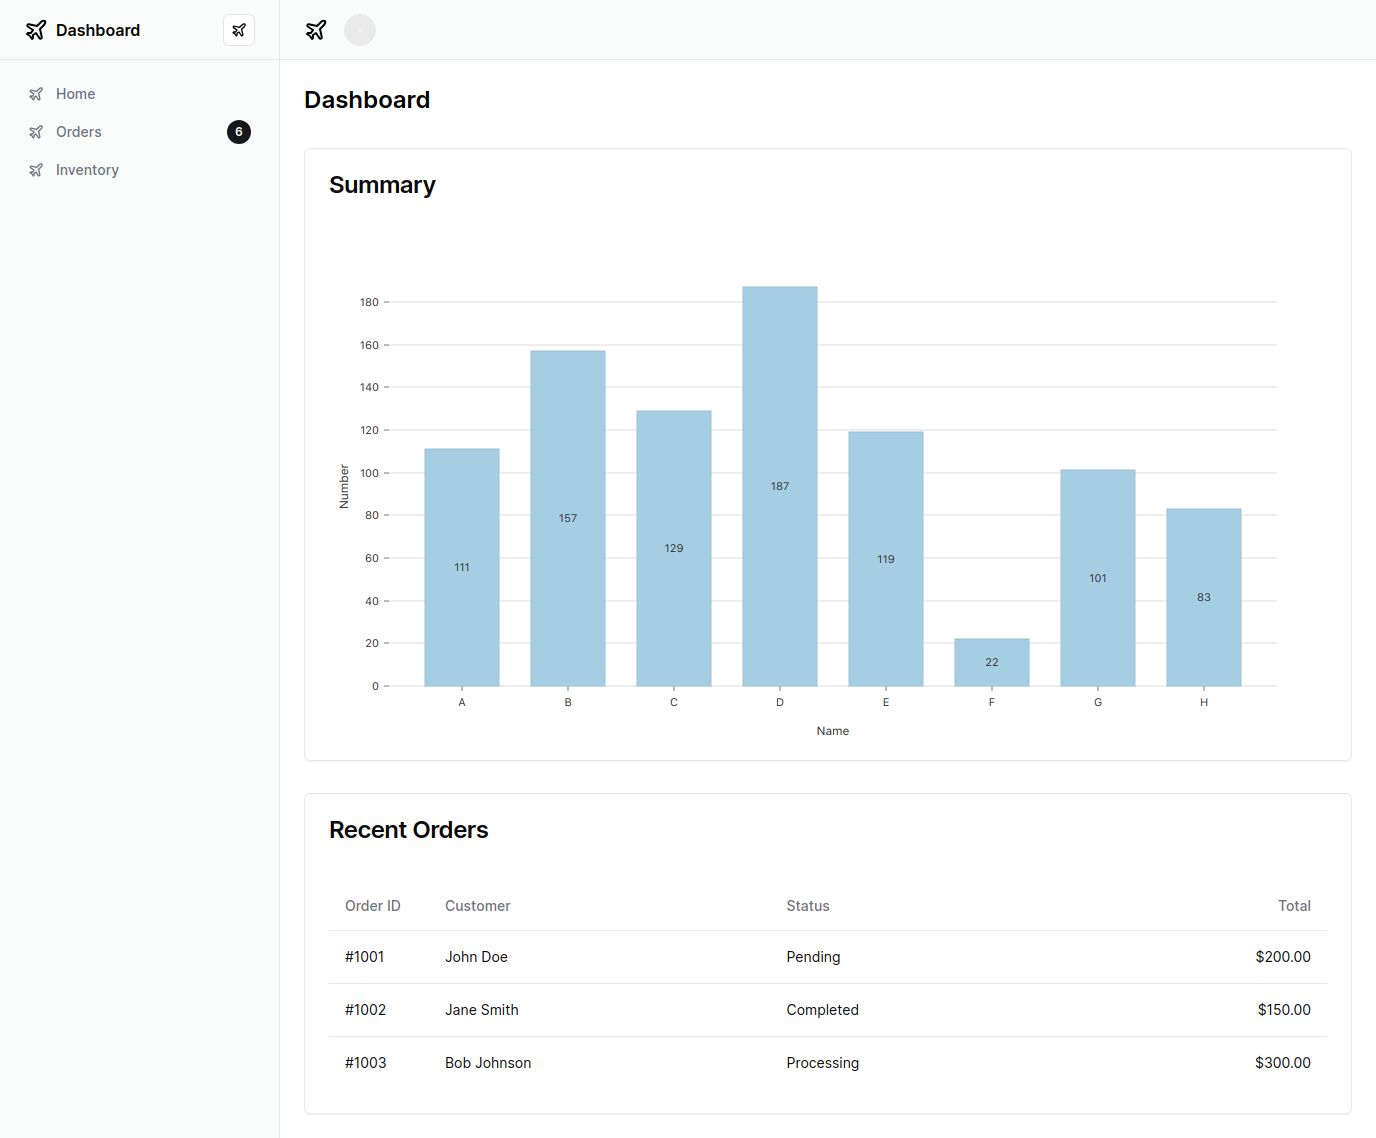 Dashboard
Home
Orders 6
Inventory
Dashboard
Summary
180
160
140
120
100
80
60
40
20
0
Number
111
157
129
187
119
22
101
83
A B C D E F G H
Name
Recent Orders
Order ID Customer Status Total
#1001 John Doe Pending $200.00
#1002 Jane Smith Completed $150.00
#1003 Bob Johnson Processing $300.00